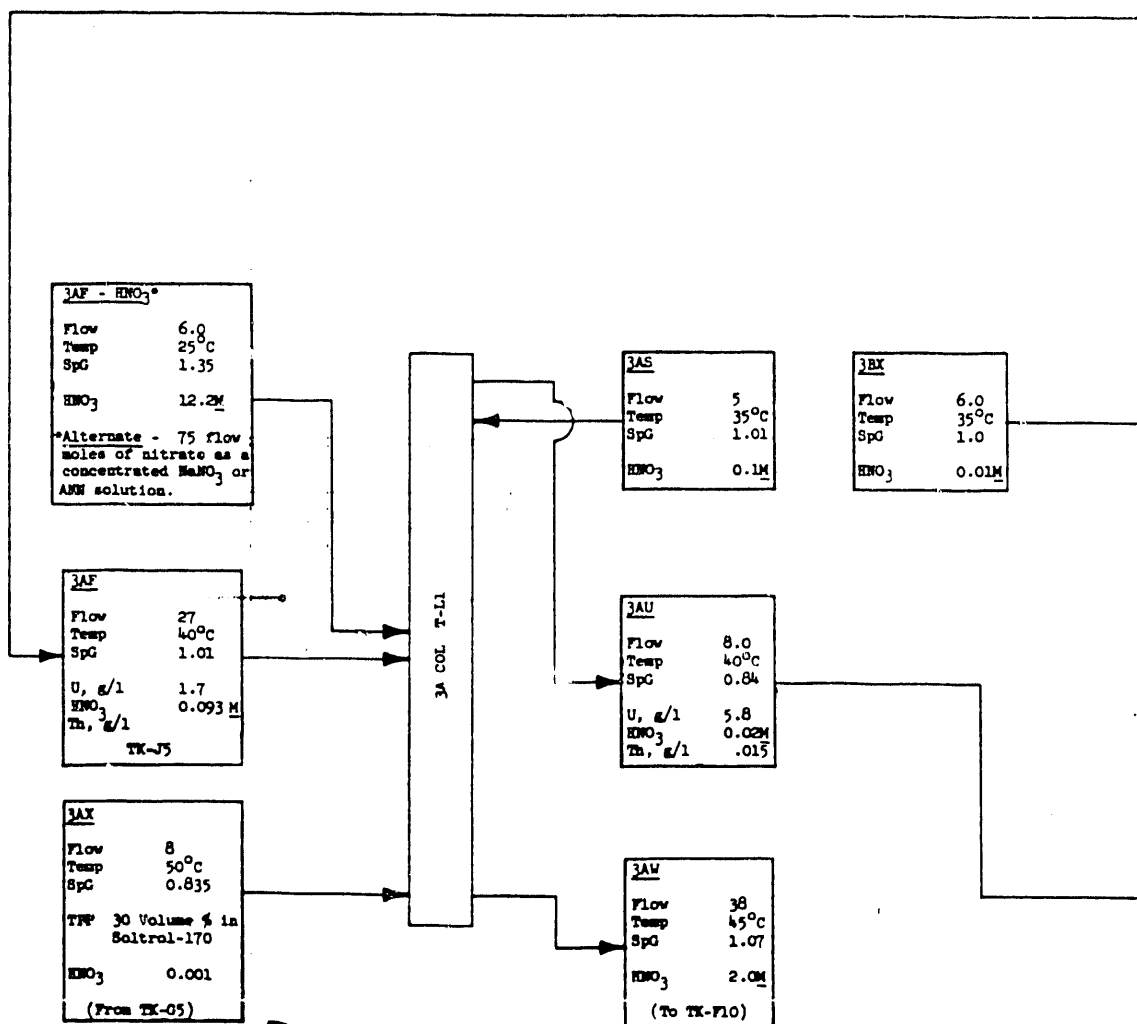 3AF - HNO3*
Flow 6.0
Temp 25°C
SpG 1.35
HNO3 12.2M
*Alternate - 75 flow
moles of nitrate as a
concentrated NaNO3 or
ANN solution.
3AF
Flow 27
Temp 40°C
SpG 1.01
U, g/l 1.7
HNO3 0.093 M
Th, g/l
TK-J5
3AX
Flow 8
Temp 50°C
SpG 0.835
TBP 30 Volume % in
Soltrol-170
HNO3 0.001
(From TK-G5)
3A COL T-L1
3AS
Flow 5
Temp 35°C
SpG 1.01
HNO3 0.1M
3AU
Flow 8.0
Temp 40°C
SpG 0.84
U, g/l 5.8
HNO3 0.02M
Th, g/l .015
3AW
Flow 38
Temp 45°C
SpG 1.07
HNO3 2.0M
(To TK-F10)
3BX
Flow 6.0
Temp 35°C
SpG 1.0
HNO3 0.01M